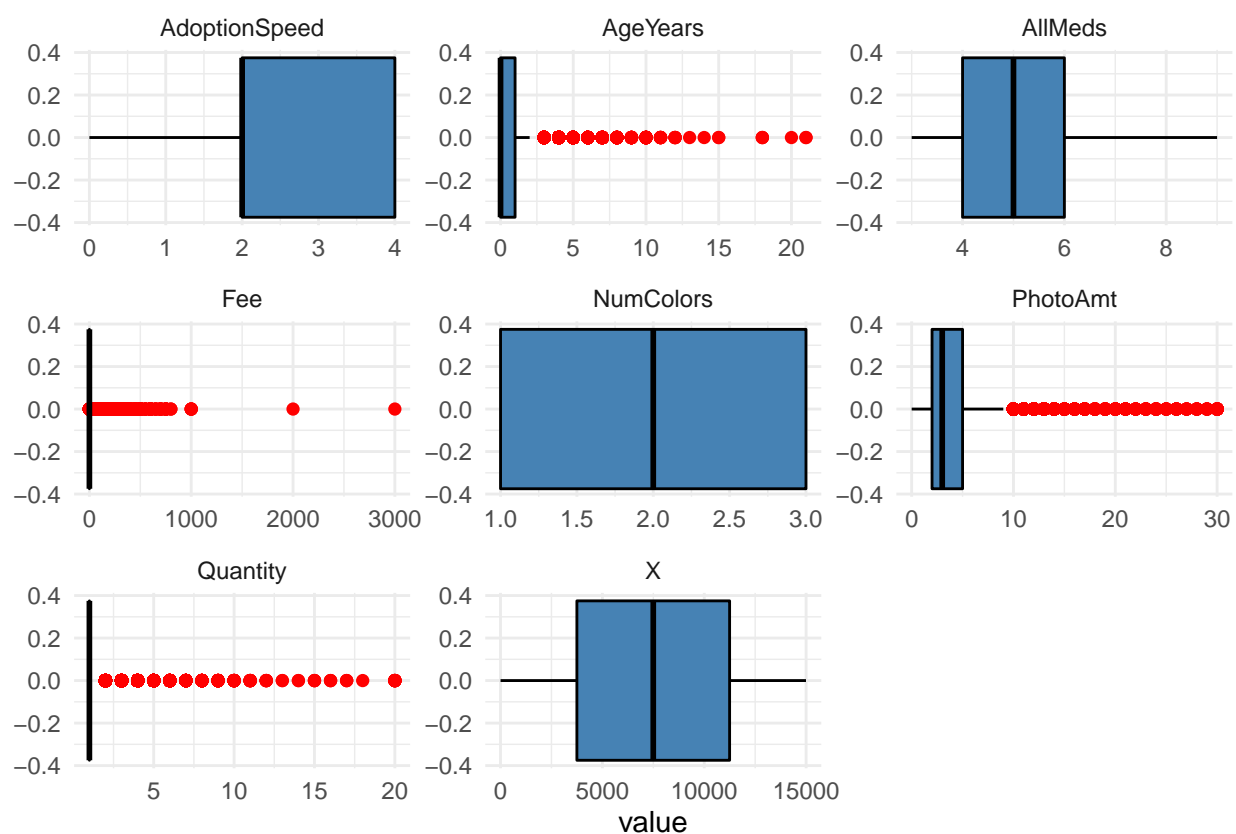 AdoptionSpeed AgeYears AllMeds
0.4 0.4 0.4
0.2 0.2 0.2
0.0 0.0 0.0
−0.2 −0.2 −0.2
−0.4 −0.4 −0.4
0 1 2 3 4 0 5 10 15 20 4 6 8
Fee NumColors PhotoAmt
0.4 0.4 0.4
0.2 0.2 0.2
0.0 0.0 0.0
−0.2 −0.2 −0.2
−0.4 −0.4 −0.4
0 1000 2000 3000 1.0 1.5 2.0 2.5 3.0 0 10 20 30
Quantity X
0.4 0.4
0.2 0.2
0.0 0.0
−0.2 −0.2
−0.4 −0.4
5 10 15 20 0 5000 10000 15000
value